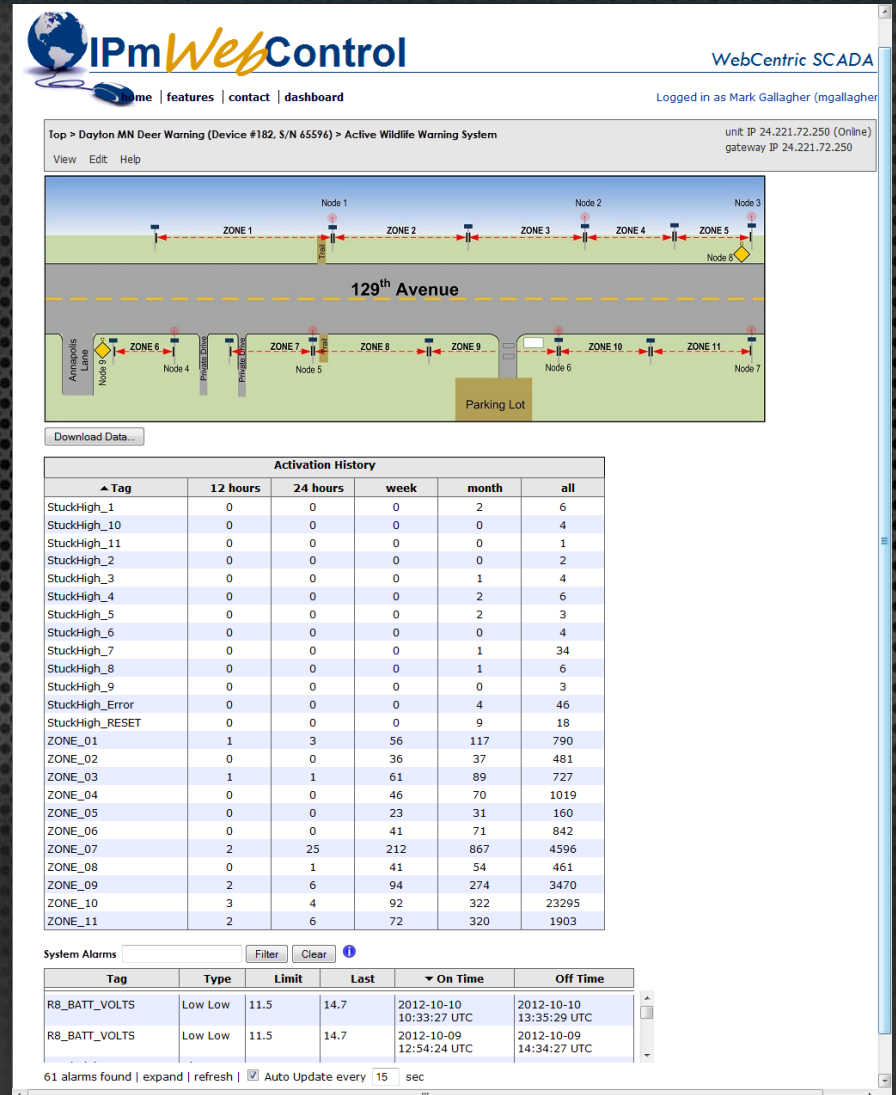 IPmWebControl
WebCentric SCADA
home | features | contact | dashboard
Logged in as Mark Gallagher (mgallagher
Top > Dayton MN Deer Warning (Device #182, S/N 65596) > Active Wildlife Warning System
unit IP 24.221.72.250 (Online)
gateway IP 24.221.72.250
View Edit Help
Node 1 Node 2 Node 3
ZONE 1 ZONE 2 ZONE 3 ZONE 4 ZONE 5
Trail
Node 8
129th Avenue
Annapolis Lane
Node 9
ZONE 6
Node 4
Private Drive
Private Drive
ZONE 7
Node 5
Trail
ZONE 8 ZONE 9
Node 6
ZONE 10 ZONE 11
Node 7
Parking Lot
Download Data...
Activation History
Tag 12 hours 24 hours week month all
StuckHigh_1 0 0 0 2 6
StuckHigh_10 0 0 0 0 4
StuckHigh_11 0 0 0 0 1
StuckHigh_2 0 0 0 0 2
StuckHigh_3 0 0 0 1 4
StuckHigh_4 0 0 0 2 6
StuckHigh_5 0 0 0 2 3
StuckHigh_6 0 0 0 0 4
StuckHigh_7 0 0 0 1 34
StuckHigh_8 0 0 0 1 6
StuckHigh_9 0 0 0 0 3
StuckHigh_Error 0 0 0 4 46
StuckHigh_RESET 0 0 0 9 18
ZONE_01 1 3 56 117 790
ZONE_02 0 0 36 37 481
ZONE_03 1 1 61 89 727
ZONE_04 0 0 46 70 1019
ZONE_05 0 0 23 31 160
ZONE_06 0 0 41 71 842
ZONE_07 2 25 212 867 4596
ZONE_08 0 1 41 54 461
ZONE_09 2 6 94 274 3470
ZONE_10 3 4 92 322 23295
ZONE_11 2 6 72 320 1903
System Alarms Filter Clear
Tag Type Limit Last On Time Off Time
R8_BATT_VOLTS Low Low 11.5 14.7 2012-10-10 10:33:27 UTC 2012-10-10 13:35:29 UTC
R8_BATT_VOLTS Low Low 11.5 14.7 2012-10-09 12:54:24 UTC 2012-10-09 14:34:27 UTC
61 alarms found | expand | refresh | Auto Update every 15 sec